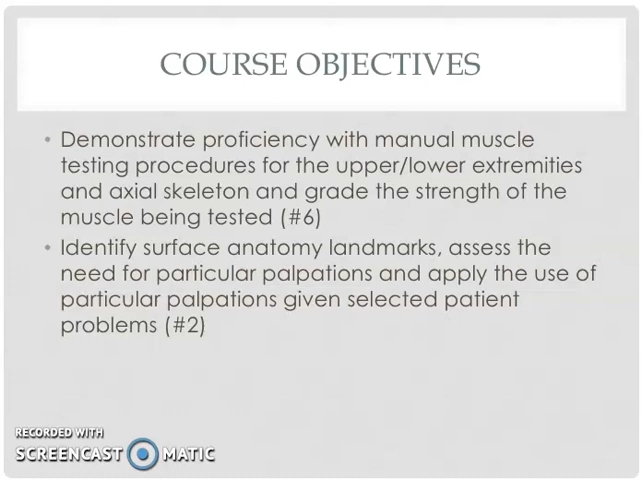 COURSE OBJECTIVES
• Demonstrate proficiency with manual muscle
testing procedures for the upper/lower extremities
and axial skeleton and grade the strength of the
muscle being tested (#6)
• Identify surface anatomy landmarks, assess the
need for particular palpations and apply the use of
particular palpations given selected patient
problems (#2)
RECORDED WITH
SCREENCAST MATIC